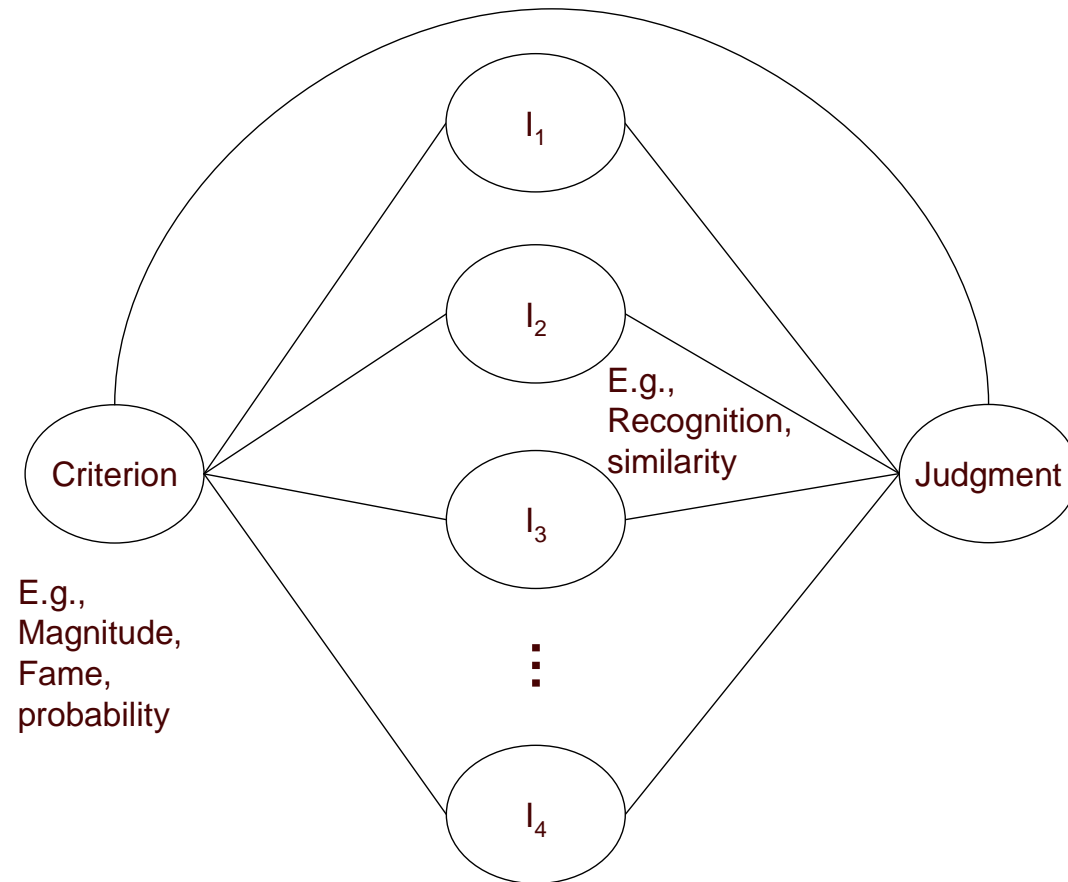 I₁
I₂
E.g.,
Recognition,
similarity
Criterion
Judgment
I₃
E.g.,
Magnitude,
Fame,
probability
⋮
I₄